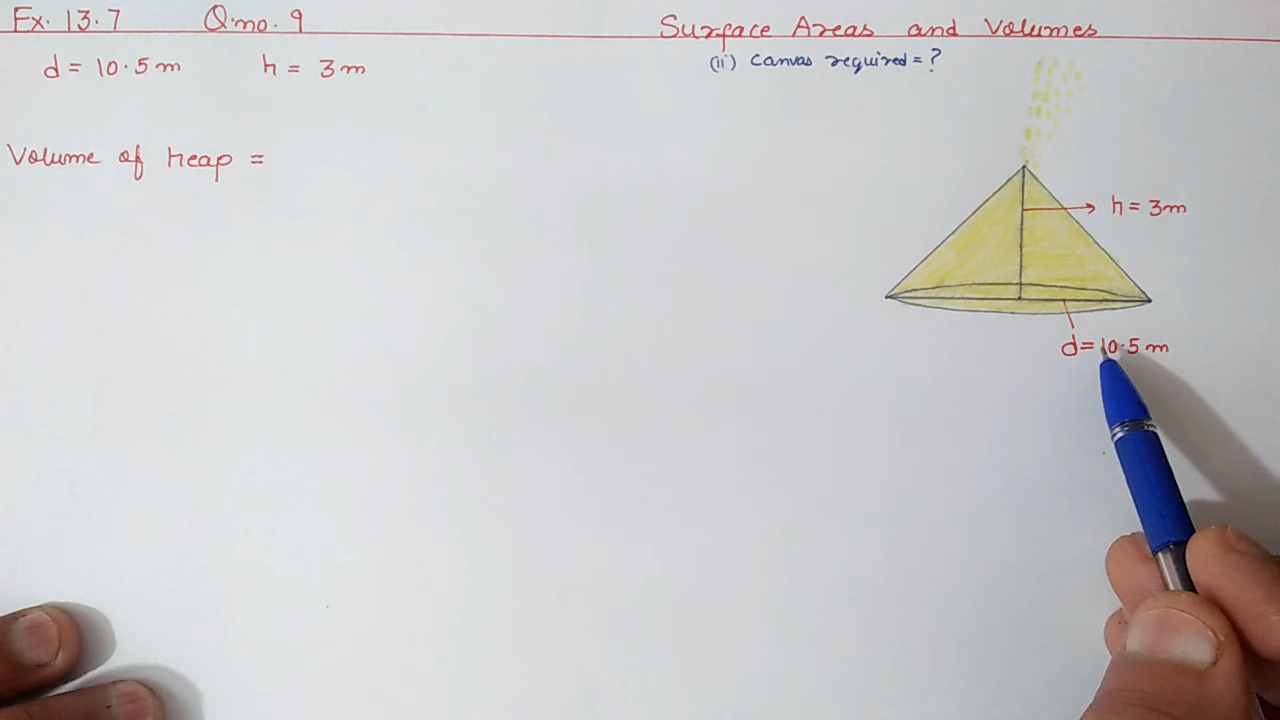 Ex. 13.7 Q.no. 9
Surface Areas and Volumes
d = 10.5 m h = 3 m
(ii) Canvas required = ?
Volume of heap =
h = 3m
d = 10.5 m